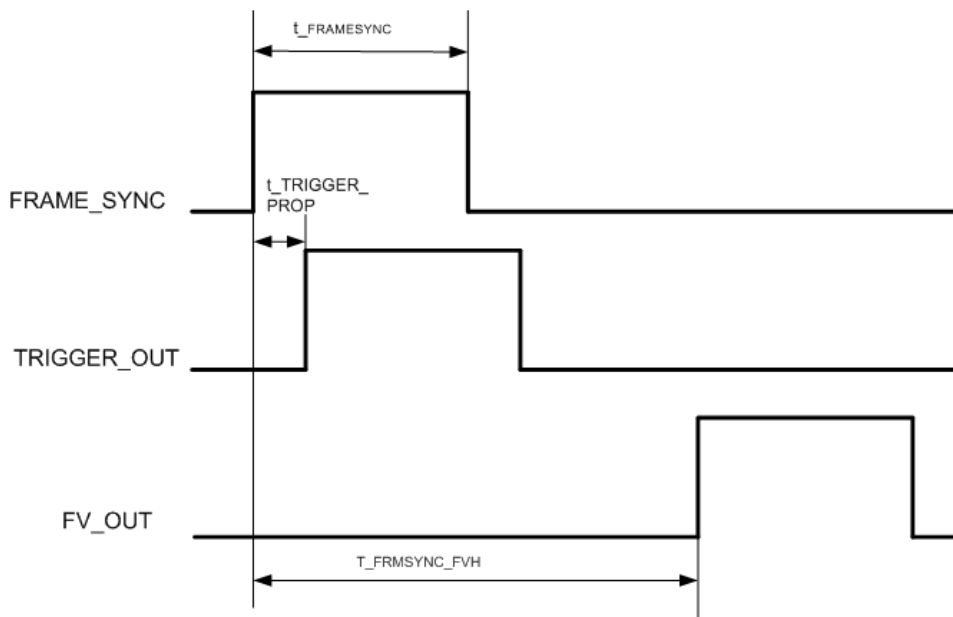 t_FRAMESYNC
FRAME_SYNC
t_TRIGGER_
PROP
TRIGGER_OUT
FV_OUT
T_FRMSYNC_FVH